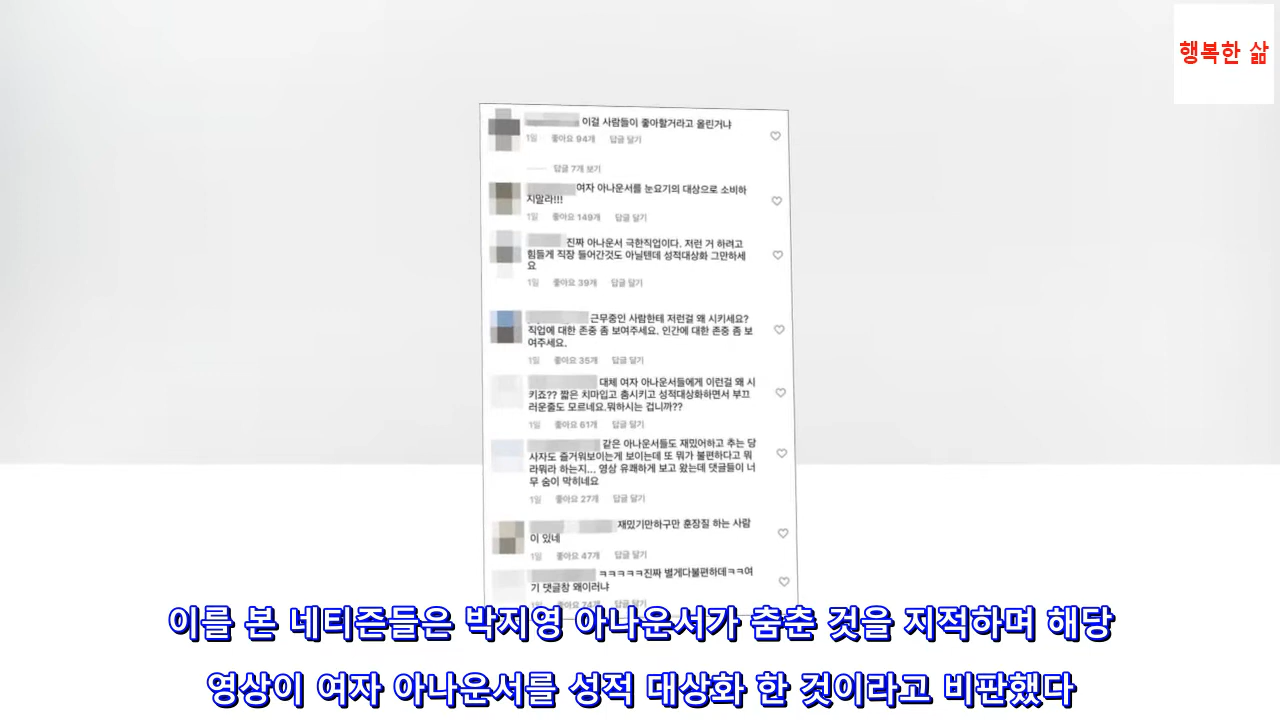 행복한 삶
이걸 사람들이 좋아할거라고 올린거냐
1일 좋아요 94개 답글 달기
답글 7개 보기
여자 아나운서를 눈요기의 대상으로 소비하
지말라!!!
1일 좋아요 149개 답글 달기
진짜 아나운서 극한직업이다. 저런 거 하려고
힘들게 직장 들어간것도 아닐텐데 성적대상화 그만하세
요
1일 좋아요 39개 답글 달기
근무중인 사람한테 저런걸 왜 시키세요?
직업에 대한 존중 좀 보여주세요. 인간에 대한 존중 좀 보
여주세요.
1일 좋아요 35개 답글 달기
대체 여자 아나운서들에게 이런걸 왜 시
키죠?? 짧은 치마입고 춤시키고 성적대상화하면서 부끄
러운줄도 모르네요.뭐하시는 겁니까??
1일 좋아요 61개 답글 달기
같은 아나운서들도 재밌어하고 추는 당
사자도 즐거워보이는게 보이는데 또 뭐가 불편하다고 뭐
라뭐라 하는지... 영상 유쾌하게 보고 왔는데 댓글들이 너
무 숨이 막히네요
1일 좋아요 27개 답글 달기
재밌기만하구만 훈장질 하는 사람
이 있네
1일 좋아요 47개 답글 달기
ㅋㅋㅋㅋㅋ진짜 별게다불편하데ㅋㅋ여
기 댓글창 왜이러냐
1일 좋아요 74개 답글 달기
이를 본 네티즌들은 박지영 아나운서가 춤춘 것을 지적하며 해당
영상이 여자 아나운서를 성적 대상화 한 것이라고 비판했다